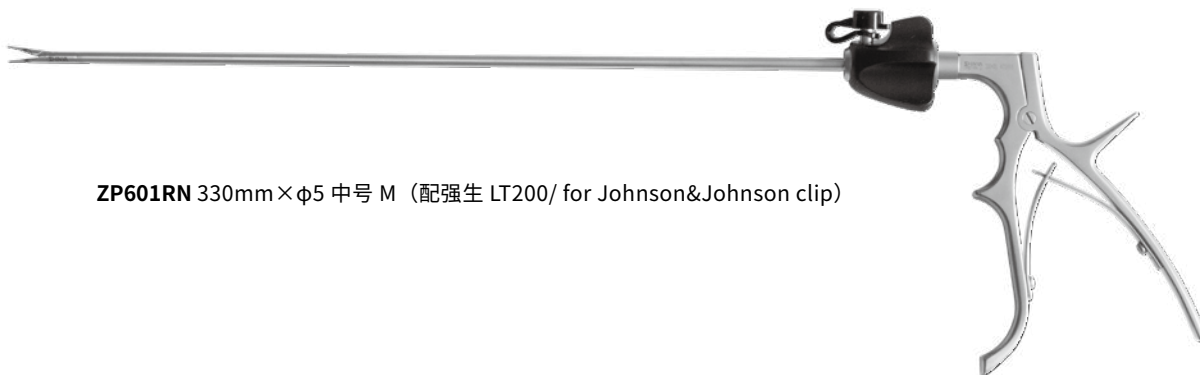 ZP601RN 330mm×φ5 中号 M（配强生 LT200/ for Johnson&Johnson clip）